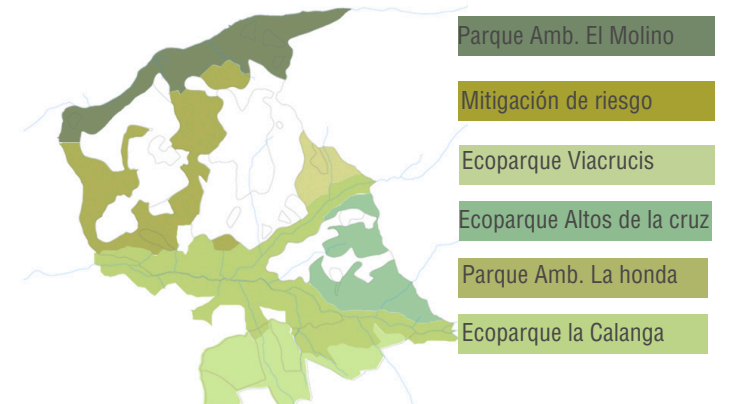 Parque Amb. El Molino
Mitigación de riesgo
Ecoparque Viacrucis
Ecoparque Altos de la cruz
Parque Amb. La honda
Ecoparque la Calanga